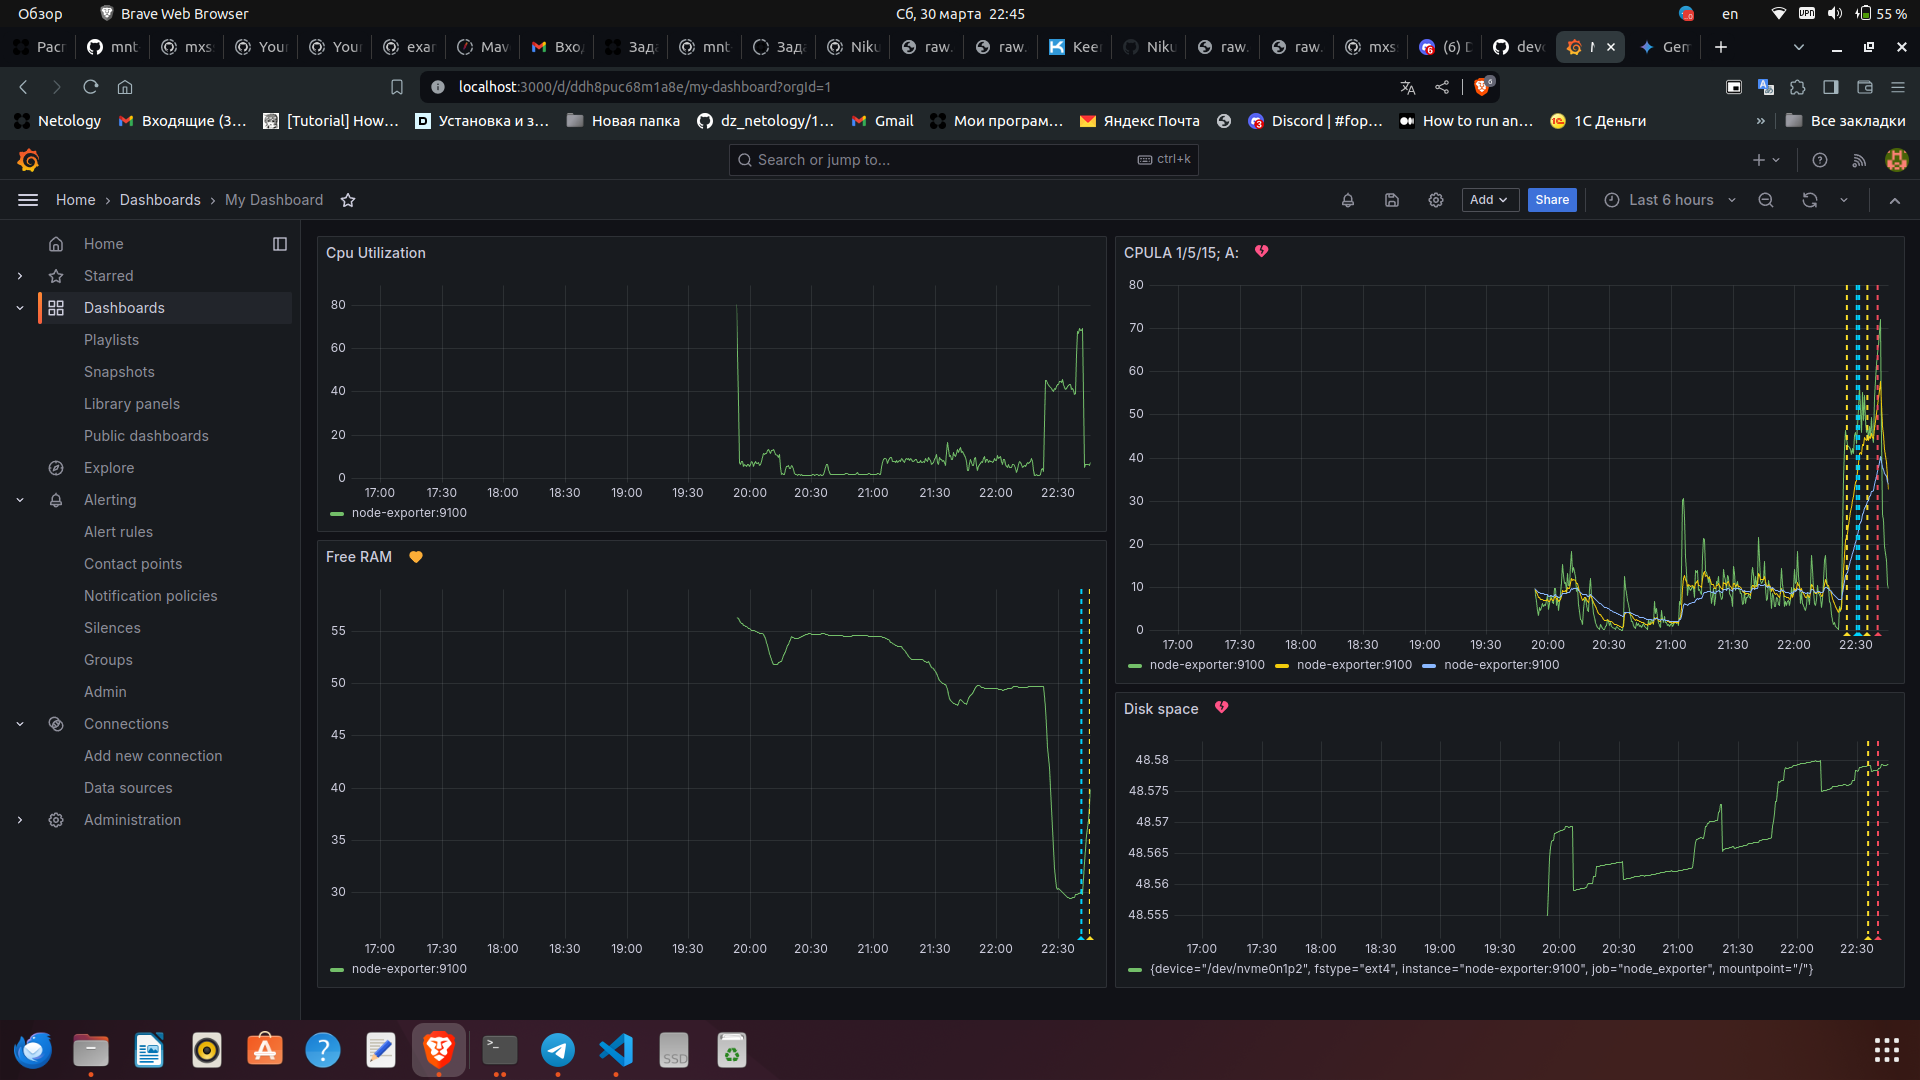 Обзор
Brave Web Browser
Сб, 30 марта 22:45
en
VPN
55 %
mnt
mxs
You
You
exar
Mav
Вхо
Зада
mnt
Зада
Niku
raw.
raw.
Keer
Niku
raw.
raw.
mxs
(6) D
deve
Gem
localhost:3000/d/ddh8puc68m1a8e/my-dashboard?orgId=1
6
Netology
Входящие (3…
[Tutorial] How…
Установка и з…
Новая папка
dz_netology/1…
Gmail
Мои програм…
Яндекс Почта
Discord | #fop…
How to run an…
1С Деньги
»
Все закладки
Search or jump to...
ctrl+k
Home › Dashboards › My Dashboard
Add
Share
Last 6 hours
Home
Starred
Dashboards
Playlists
Snapshots
Library panels
Public dashboards
Explore
Alerting
Alert rules
Contact points
Notification policies
Silences
Groups
Admin
Connections
Add new connection
Data sources
Administration
Cpu Utilization
80
60
40
20
0
17:00 17:30 18:00 18:30 19:00 19:30 20:00 20:30 21:00 21:30 22:00 22:30
node-exporter:9100
CPULA 1/5/15; A:
80
70
60
50
40
30
20
10
0
17:00 17:30 18:00 18:30 19:00 19:30 20:00 20:30 21:00 21:30 22:00 22:30
node-exporter:9100 node-exporter:9100 node-exporter:9100
Free RAM
55
50
45
40
35
30
17:00 17:30 18:00 18:30 19:00 19:30 20:00 20:30 21:00 21:30 22:00 22:30
node-exporter:9100
Disk space
48.58
48.575
48.57
48.565
48.56
48.555
17:00 17:30 18:00 18:30 19:00 19:30 20:00 20:30 21:00 21:30 22:00 22:30
{device="/dev/nvme0n1p2", fstype="ext4", instance="node-exporter:9100", job="node_exporter", mountpoint="/"}
SSD